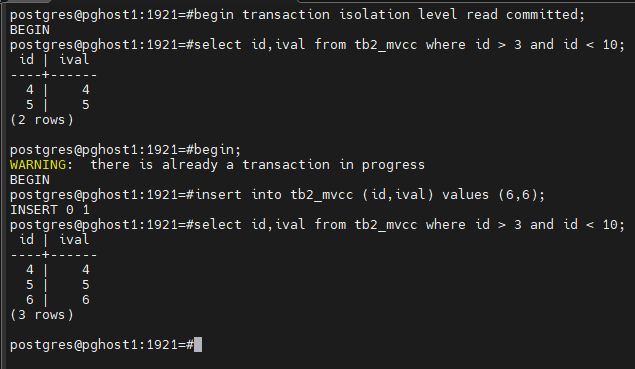 postgres@pghost1:1921=#begin transaction isolation level read committed;
BEGIN
postgres@pghost1:1921=#select id,ival from tb2_mvcc where id > 3 and id < 10;
 id | ival
----+------
  4 |    4
  5 |    5
(2 rows)

postgres@pghost1:1921=#begin;
WARNING:  there is already a transaction in progress
BEGIN
postgres@pghost1:1921=#insert into tb2_mvcc (id,ival) values (6,6);
INSERT 0 1
postgres@pghost1:1921=#select id,ival from tb2_mvcc where id > 3 and id < 10;
 id | ival
----+------
  4 |    4
  5 |    5
  6 |    6
(3 rows)

postgres@pghost1:1921=#